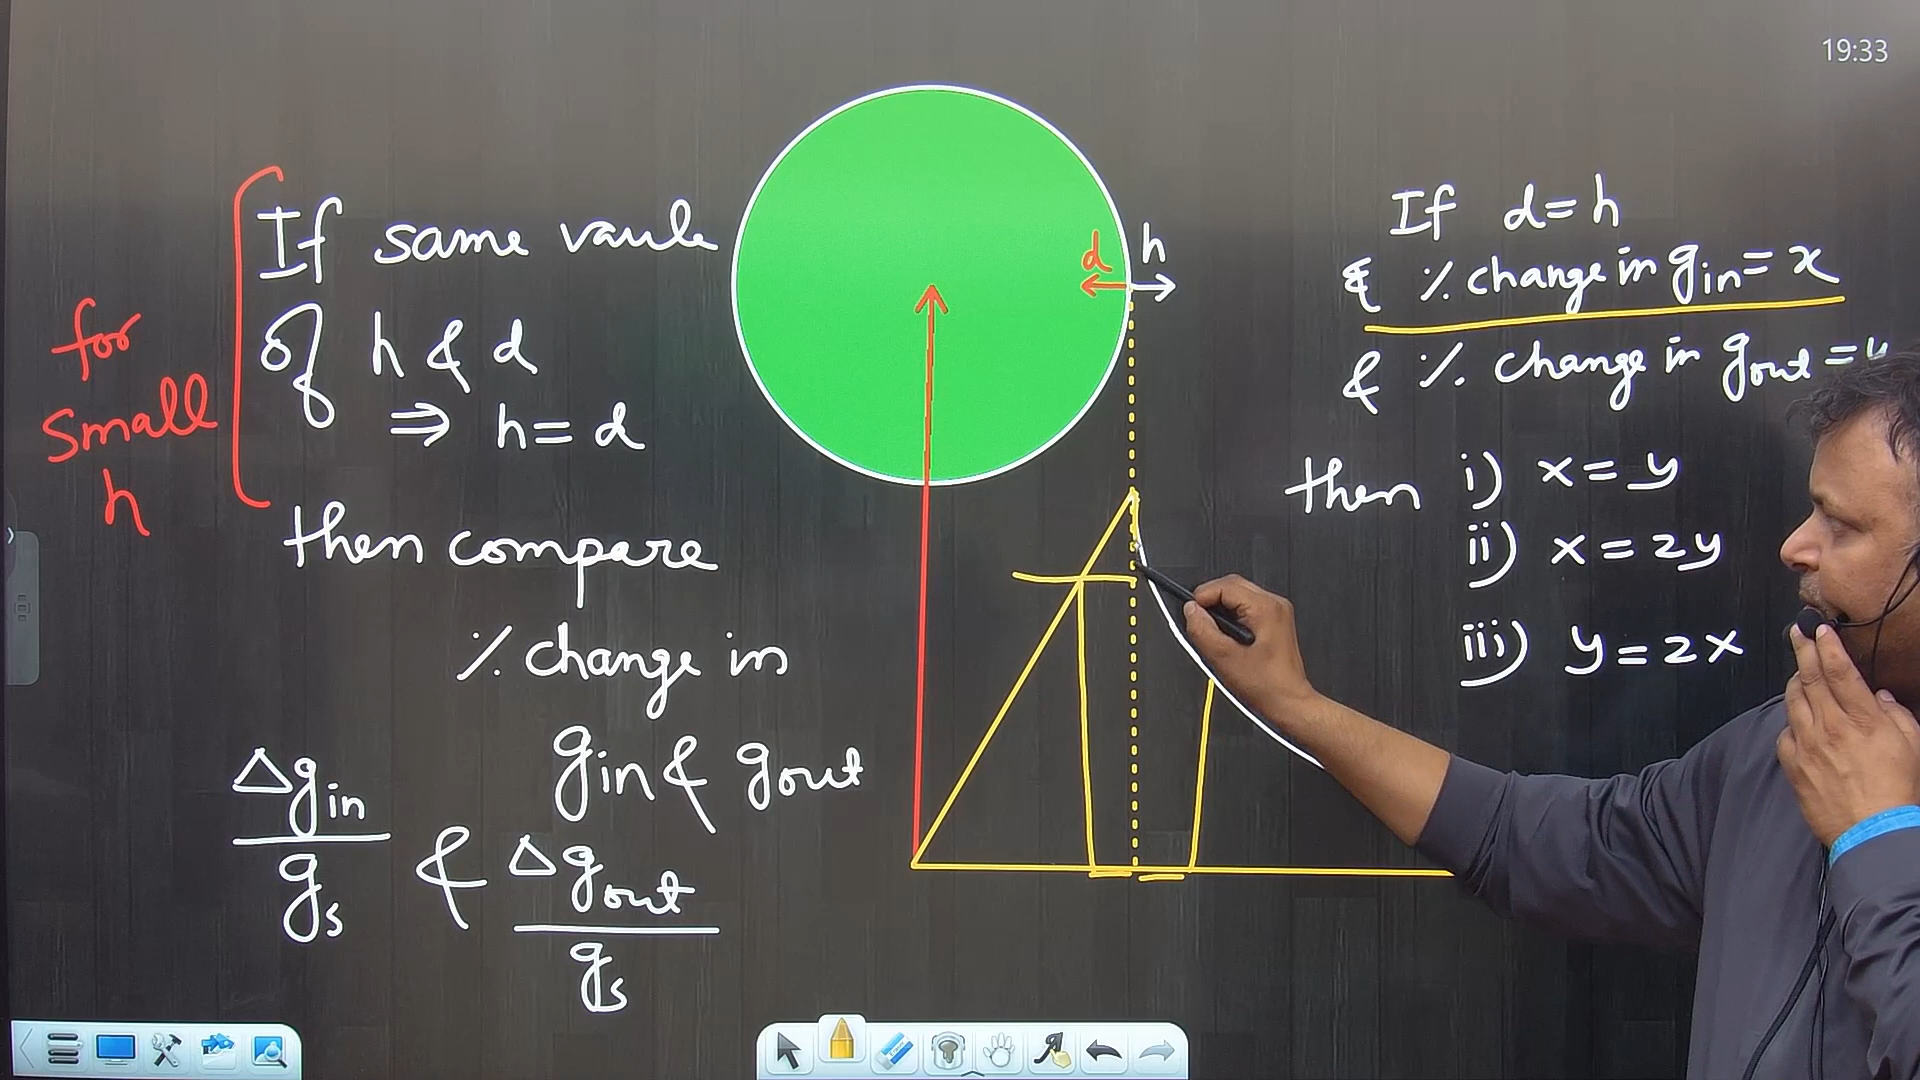 19:33
for
small
h
If same vaule
of h & d
⇒ h = d
then compare
% change in
gin & gout
Δgin
gs
&
Δgout
gs
d
h
If d = h
& % change in gin = x
& % change in gout = y
then i) x = y
ii) x = 2y
iii) y = 2x